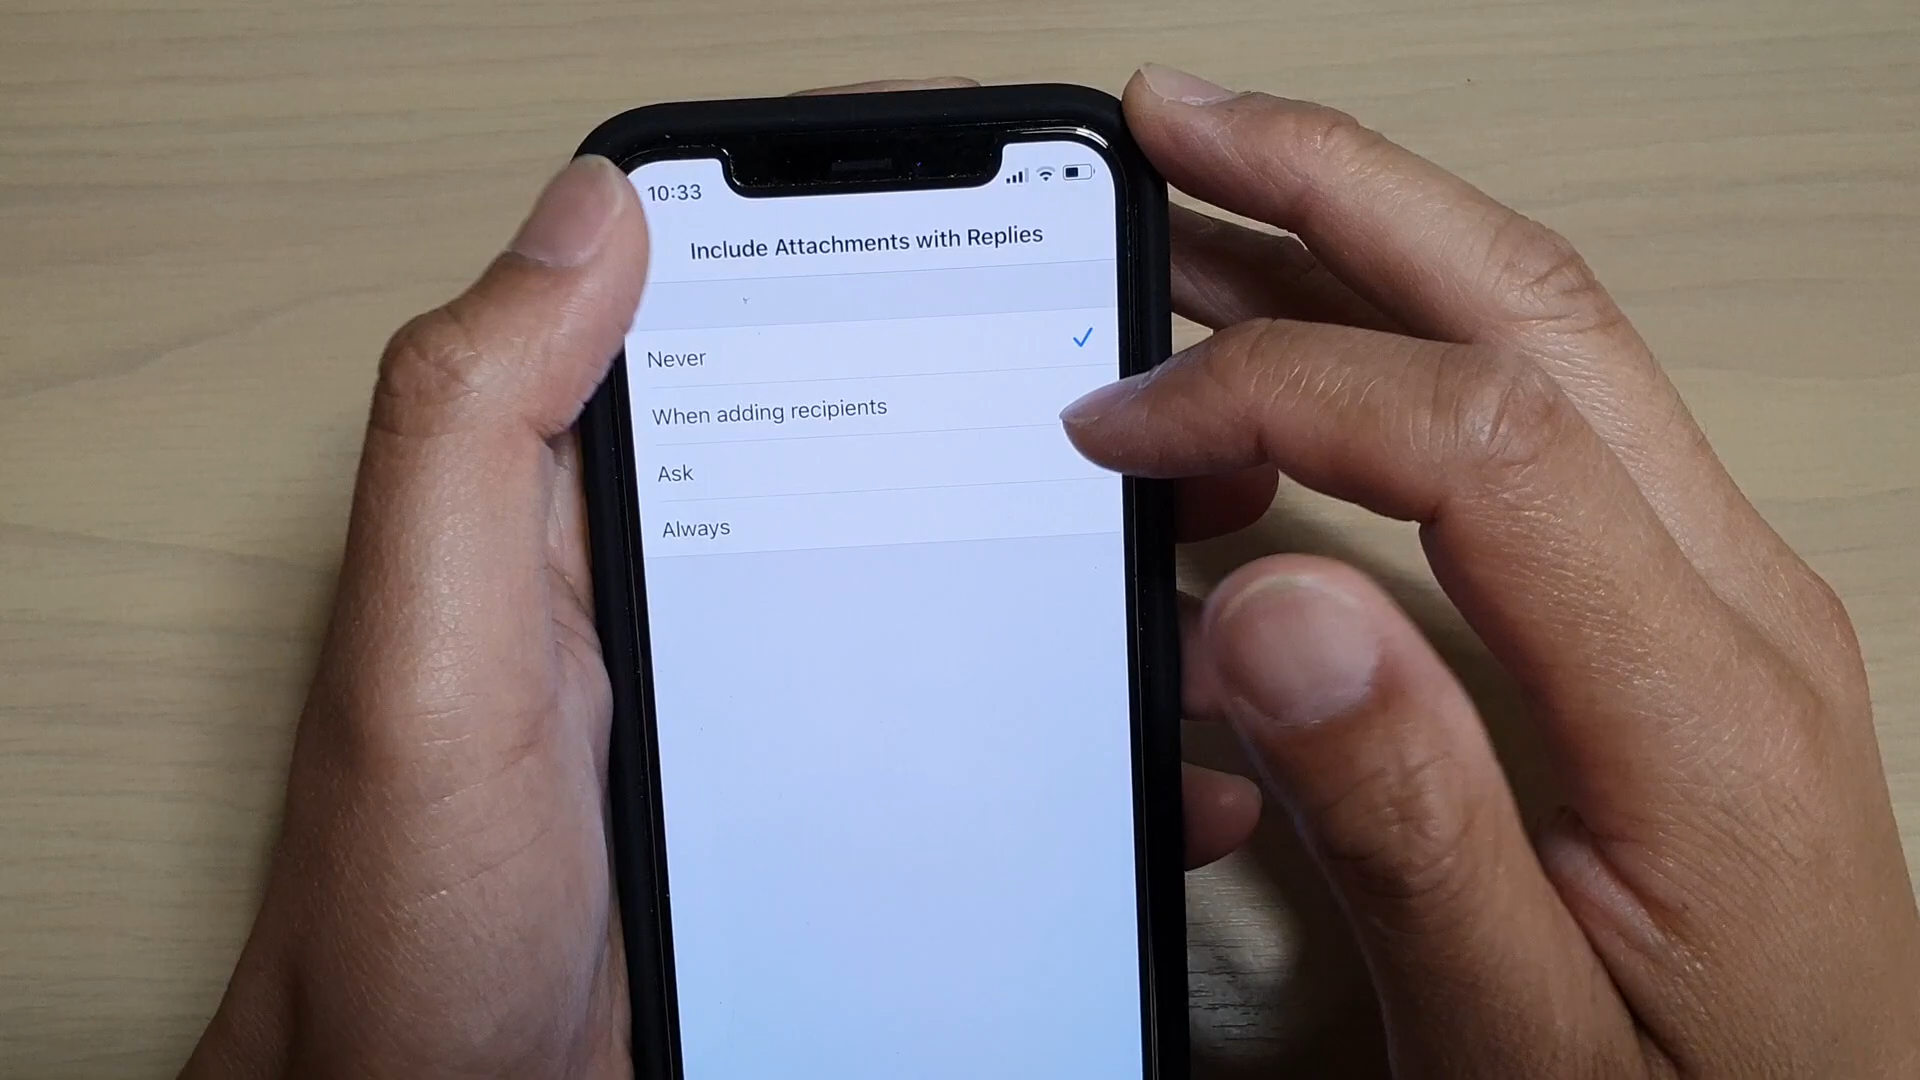 10:33
Include Attachments with Replies
Never
When adding recipients
Ask
Always